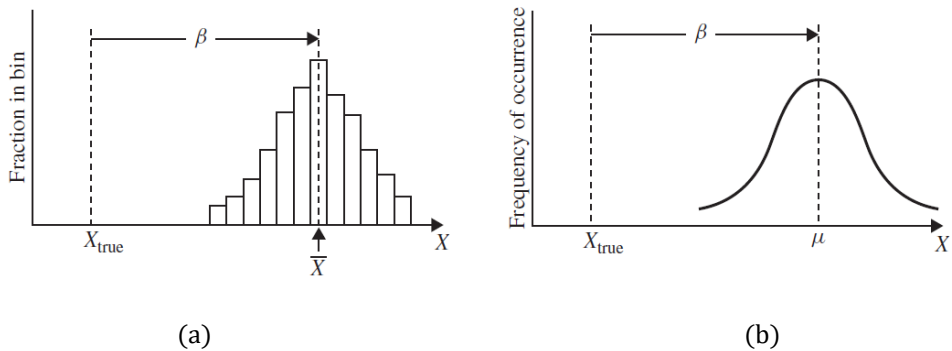 β
Fraction in bin
X_true
X̄
X
(a)
β
Frequency of occurrence
X_true
μ
X
(b)